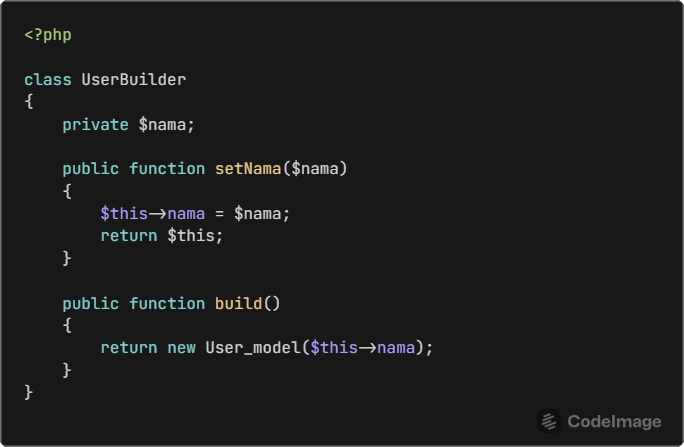 <?php
class UserBuilder
{
    private $nama;
    public function setNama($nama)
    {
        $this->nama = $nama;
        return $this;
    }
    public function build()
    {
        return new User_model($this->nama);
    }
}
CodeImage